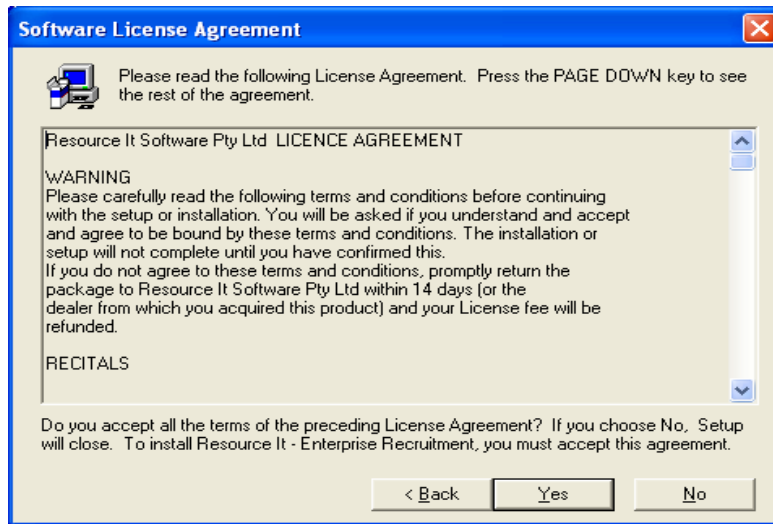 Software License Agreement
Please read the following License Agreement. Press the PAGE DOWN key to see
the rest of the agreement.
Resource It Software Pty Ltd LICENCE AGREEMENT
WARNING
Please carefully read the following terms and conditions before continuing
with the setup or installation. You will be asked if you understand and accept
and agree to be bound by these terms and conditions. The installation or
setup will not complete until you have confirmed this.
If you do not agree to these terms and conditions, promptly return the
package to Resource It Software Pty Ltd within 14 days (or the
dealer from which you acquired this product) and your License fee will be
refunded.
RECITALS
Do you accept all the terms of the preceding License Agreement? If you choose No, Setup
will close. To install Resource It - Enterprise Recruitment, you must accept this agreement.
< Back Yes No